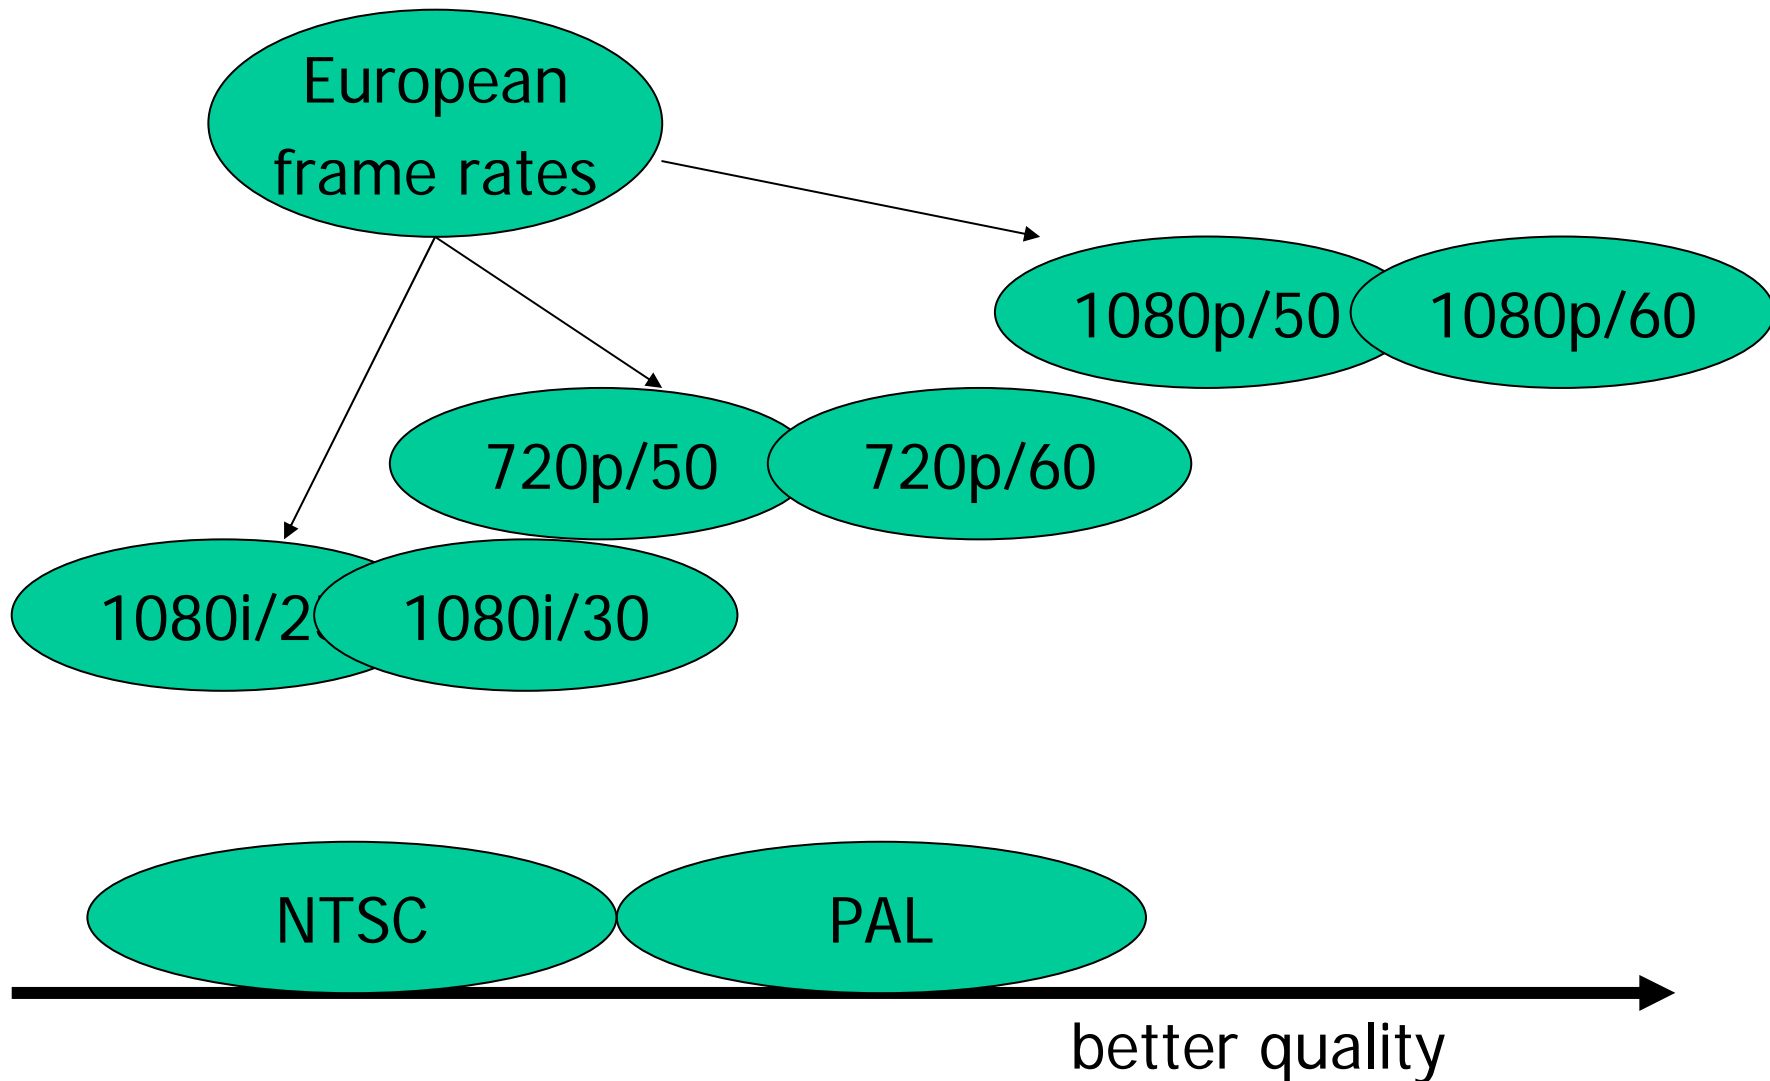 European
frame rates
1080p/50
1080p/60
720p/50
720p/60
1080i/30
NTSC
PAL
better quality